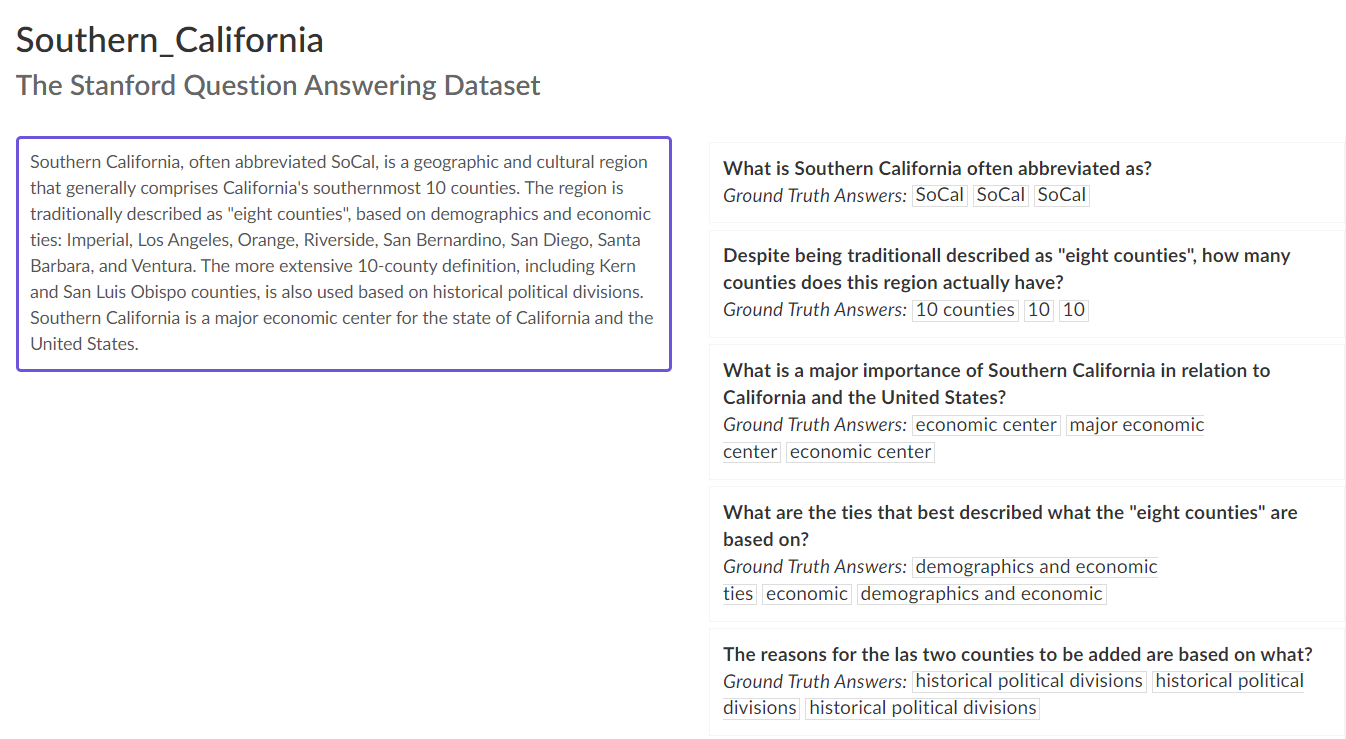 Southern_California
The Stanford Question Answering Dataset
Southern California, often abbreviated SoCal, is a geographic and cultural region
that generally comprises California's southernmost 10 counties. The region is
traditionally described as "eight counties", based on demographics and economic
ties: Imperial, Los Angeles, Orange, Riverside, San Bernardino, San Diego, Santa
Barbara, and Ventura. The more extensive 10-county definition, including Kern
and San Luis Obispo counties, is also used based on historical political divisions.
Southern California is a major economic center for the state of California and the
United States.
What is Southern California often abbreviated as?
Ground Truth Answers: SoCal SoCal SoCal
Despite being traditionall described as "eight counties", how many
counties does this region actually have?
Ground Truth Answers: 10 counties 10 10
What is a major importance of Southern California in relation to
California and the United States?
Ground Truth Answers: economic center major economic
center economic center
What are the ties that best described what the "eight counties" are
based on?
Ground Truth Answers: demographics and economic
ties economic demographics and economic
The reasons for the las two counties to be added are based on what?
Ground Truth Answers: historical political divisions historical political
divisions historical political divisions